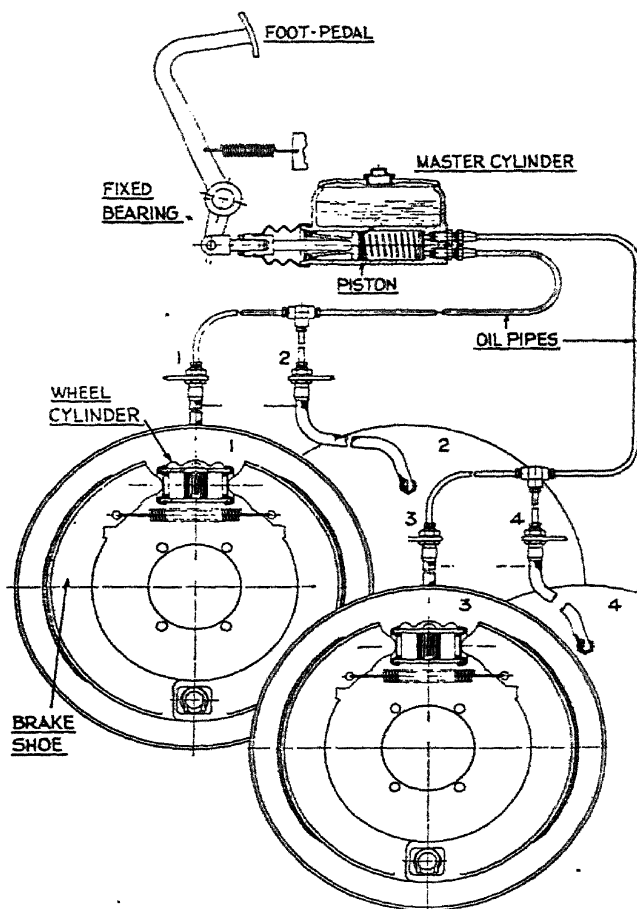 FOOT-PEDAL
MASTER CYLINDER
FIXED
BEARING
PISTON
OIL PIPES
1
2
WHEEL
CYLINDER
1
2
3
4
3
4
BRAKE
SHOE